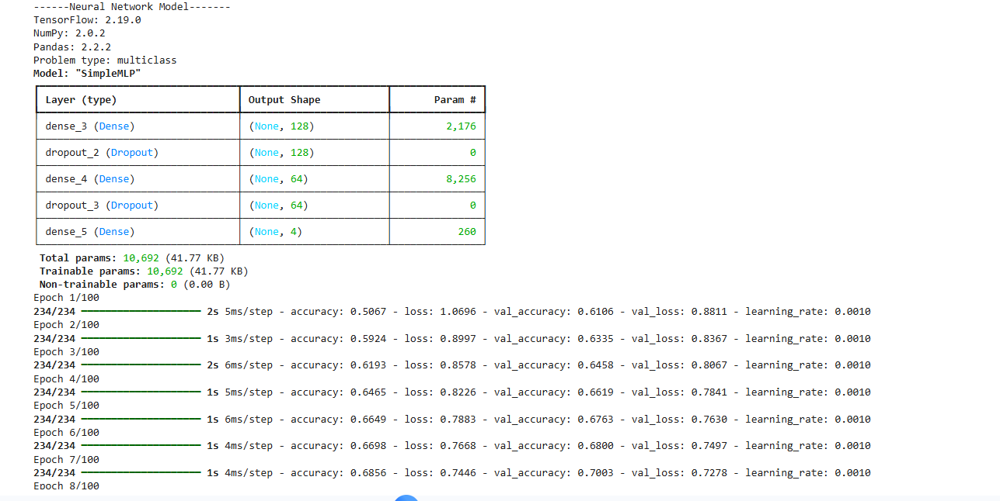 ------Neural Network Model-------
TensorFlow: 2.19.0
NumPy: 2.0.2
Pandas: 2.2.2
Problem type: multiclass
Model: "SimpleMLP"
Layer (type) Output Shape Param #
dense_3 (Dense) (None, 128) 2,176
dropout_2 (Dropout) (None, 128) 0
dense_4 (Dense) (None, 64) 8,256
dropout_3 (Dropout) (None, 64) 0
dense_5 (Dense) (None, 4) 260
Total params: 10,692 (41.77 KB)
Trainable params: 10,692 (41.77 KB)
Non-trainable params: 0 (0.00 B)
Epoch 1/100
234/234 ━━━━━━━━━━━━━━━━━━━━ 2s 5ms/step - accuracy: 0.5067 - loss: 1.0696 - val_accuracy: 0.6106 - val_loss: 0.8811 - learning_rate: 0.0010
Epoch 2/100
234/234 ━━━━━━━━━━━━━━━━━━━━ 1s 3ms/step - accuracy: 0.5924 - loss: 0.8997 - val_accuracy: 0.6335 - val_loss: 0.8367 - learning_rate: 0.0010
Epoch 3/100
234/234 ━━━━━━━━━━━━━━━━━━━━ 2s 6ms/step - accuracy: 0.6193 - loss: 0.8578 - val_accuracy: 0.6458 - val_loss: 0.8067 - learning_rate: 0.0010
Epoch 4/100
234/234 ━━━━━━━━━━━━━━━━━━━━ 1s 5ms/step - accuracy: 0.6465 - loss: 0.8226 - val_accuracy: 0.6619 - val_loss: 0.7841 - learning_rate: 0.0010
Epoch 5/100
234/234 ━━━━━━━━━━━━━━━━━━━━ 1s 6ms/step - accuracy: 0.6649 - loss: 0.7883 - val_accuracy: 0.6763 - val_loss: 0.7630 - learning_rate: 0.0010
Epoch 6/100
234/234 ━━━━━━━━━━━━━━━━━━━━ 1s 4ms/step - accuracy: 0.6698 - loss: 0.7668 - val_accuracy: 0.6800 - val_loss: 0.7497 - learning_rate: 0.0010
Epoch 7/100
234/234 ━━━━━━━━━━━━━━━━━━━━ 1s 4ms/step - accuracy: 0.6856 - loss: 0.7446 - val_accuracy: 0.7003 - val_loss: 0.7278 - learning_rate: 0.0010
Epoch 8/100